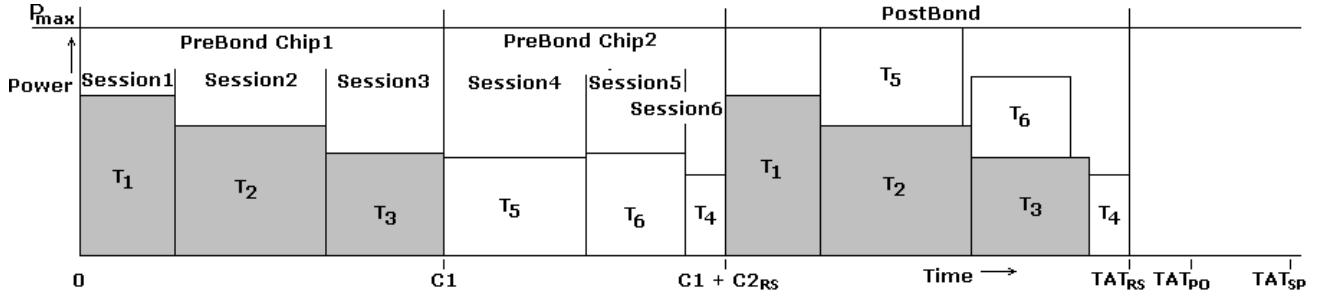 Pmax PostBond
PreBond Chip1 PreBond Chip2
Power Session1 Session2 Session3 Session4 Session5 T5
Session6
T6
T1 T2 T3 T5 T6 T4 T1 T2 T3 T4
0 C1 C1 + C2RS Time TATRS TATPO TATSP